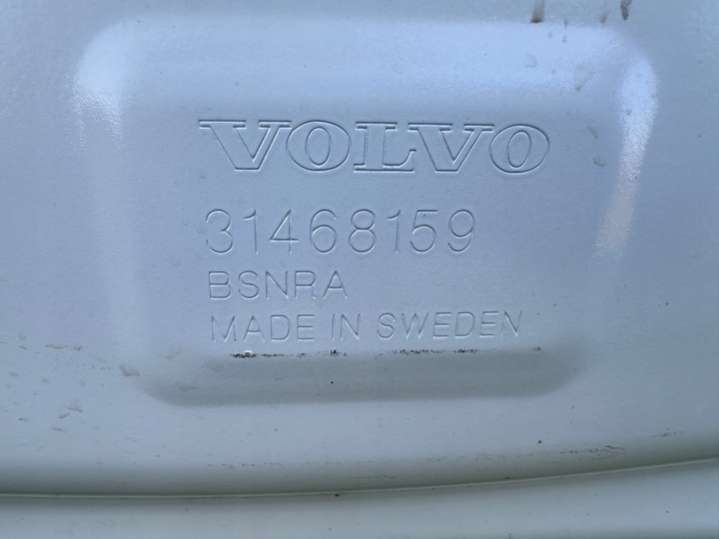 VOLVO
31468159
BSNRA
MADE IN SWEDEN